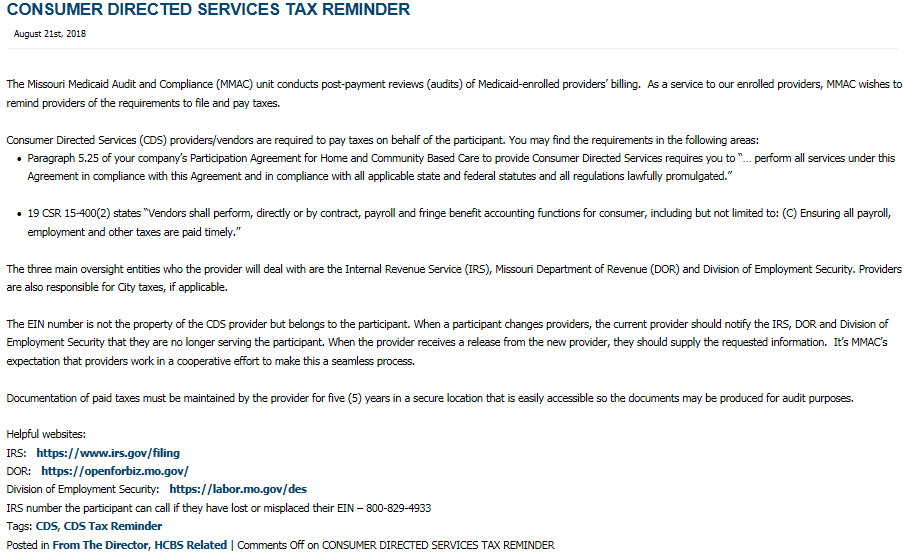 CONSUMER DIRECTED SERVICES TAX REMINDER
August 21st, 2018
The Missouri Medicaid Audit and Compliance (MMAC) unit conducts post-payment reviews (audits) of Medicaid-enrolled providers’ billing.  As a service to our enrolled providers, MMAC wishes to
remind providers of the requirements to file and pay taxes.
Consumer Directed Services (CDS) providers/vendors are required to pay taxes on behalf of the participant. You may find the requirements in the following areas:
• Paragraph 5.25 of your company’s Participation Agreement for Home and Community Based Care to provide Consumer Directed Services requires you to “… perform all services under this
Agreement in compliance with this Agreement and in compliance with all applicable state and federal statutes and all regulations lawfully promulgated.”
• 19 CSR 15-400(2) states “Vendors shall perform, directly or by contract, payroll and fringe benefit accounting functions for consumer, including but not limited to: (C) Ensuring all payroll,
employment and other taxes are paid timely.”
The three main oversight entities who the provider will deal with are the Internal Revenue Service (IRS), Missouri Department of Revenue (DOR) and Division of Employment Security. Providers
are also responsible for City taxes, if applicable.
The EIN number is not the property of the CDS provider but belongs to the participant. When a participant changes providers, the current provider should notify the IRS, DOR and Division of
Employment Security that they are no longer serving the participant. When the provider receives a release from the new provider, they should supply the requested information.  It’s MMAC’s
expectation that providers work in a cooperative effort to make this a seamless process.
Documentation of paid taxes must be maintained by the provider for five (5) years in a secure location that is easily accessible so the documents may be produced for audit purposes.
Helpful websites:
IRS:   https://www.irs.gov/filing
DOR:   https://openforbiz.mo.gov/
Division of Employment Security:   https://labor.mo.gov/des
IRS number the participant can call if they have lost or misplaced their EIN – 800-829-4933
Tags: CDS, CDS Tax Reminder
Posted in From The Director, HCBS Related | Comments Off on CONSUMER DIRECTED SERVICES TAX REMINDER